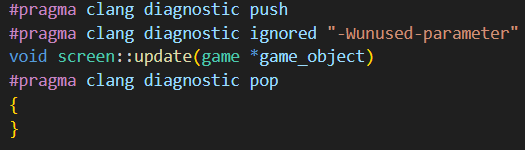 #pragma clang diagnostic push
#pragma clang diagnostic ignored "-Wunused-parameter"
void screen::update(game *game_object)
#pragma clang diagnostic pop
{
}